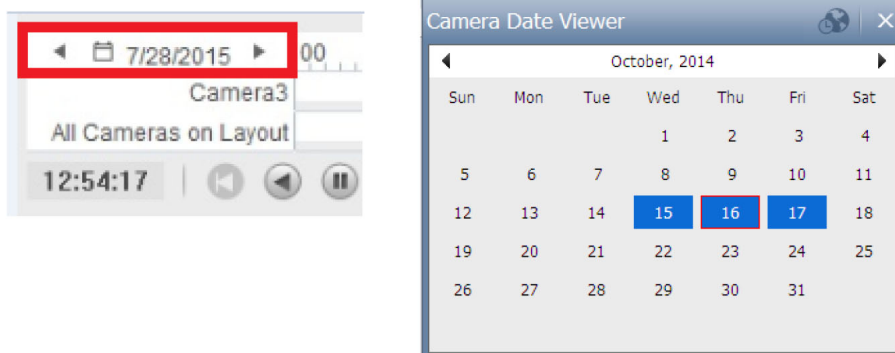 7/28/2015 00
Camera3
All Cameras on Layout
12:54:17
Camera Date Viewer
October, 2014
Sun Mon Tue Wed Thu Fri Sat
1 2 3 4
5 6 7 8 9 10 11
12 13 14 15 16 17 18
19 20 21 22 23 24 25
26 27 28 29 30 31